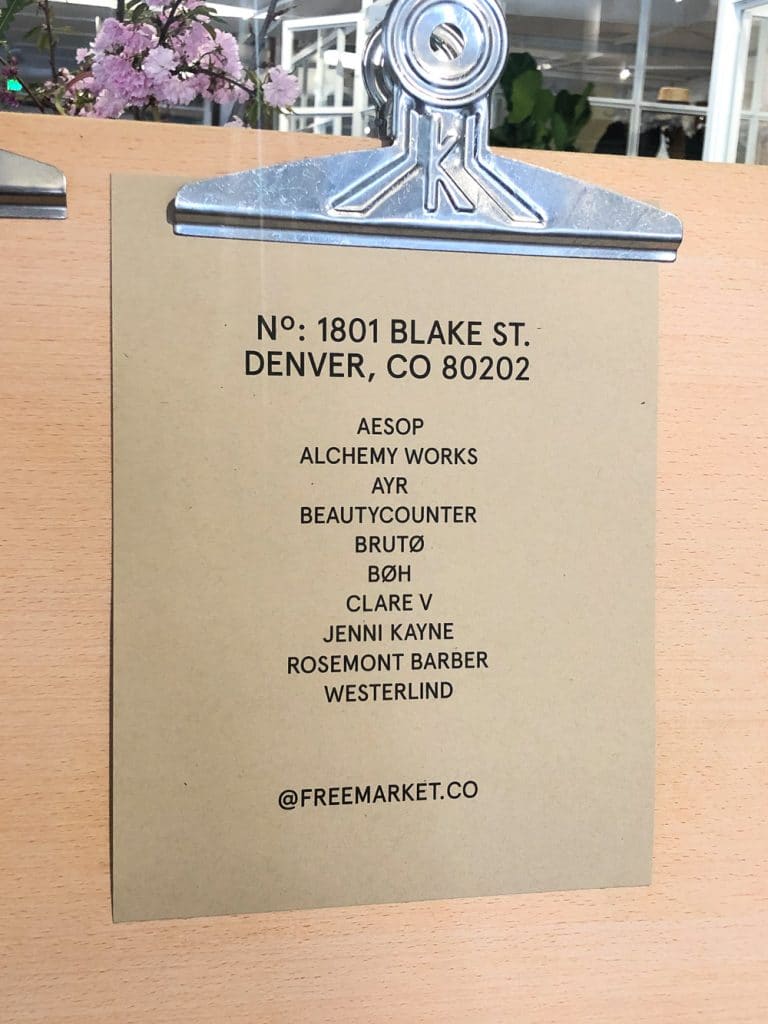 Nº: 1801 BLAKE ST.
DENVER, CO 80202
AESOP
ALCHEMY WORKS
AYR
BEAUTYCOUNTER
BRUTØ
BØH
CLARE V
JENNI KAYNE
ROSEMONT BARBER
WESTERLIND
@FREEMARKET.CO